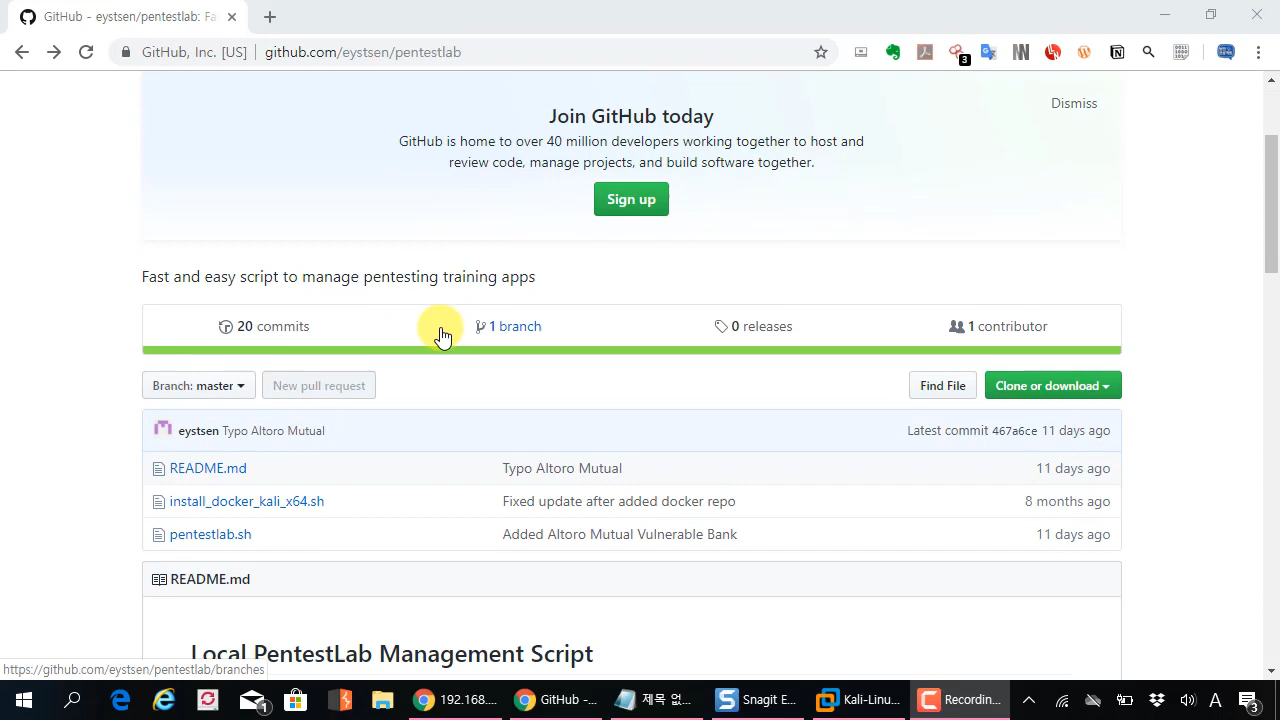 GitHub - eystsen/pentestlab: Fa
GitHub, Inc. [US] | github.com/eystsen/pentestlab
3
Join GitHub today
Dismiss
GitHub is home to over 40 million developers working together to host and
review code, manage projects, and build software together.
Sign up
Fast and easy script to manage pentesting training apps
20 commits
1 branch
0 releases
1 contributor
Branch: master
New pull request
Find File
Clone or download
eystsen Typo Altoro Mutual
Latest commit 467a6ce 11 days ago
README.md
Typo Altoro Mutual
11 days ago
install_docker_kali_x64.sh
Fixed update after added docker repo
8 months ago
pentestlab.sh
Added Altoro Mutual Vulnerable Bank
11 days ago
README.md
Local PentestLab Management Script
https://github.com/eystsen/pentestlab/branches
1
192.168....
GitHub -...
제목 없...
Snagit E...
Kali-Linu...
Recordin...
A
3